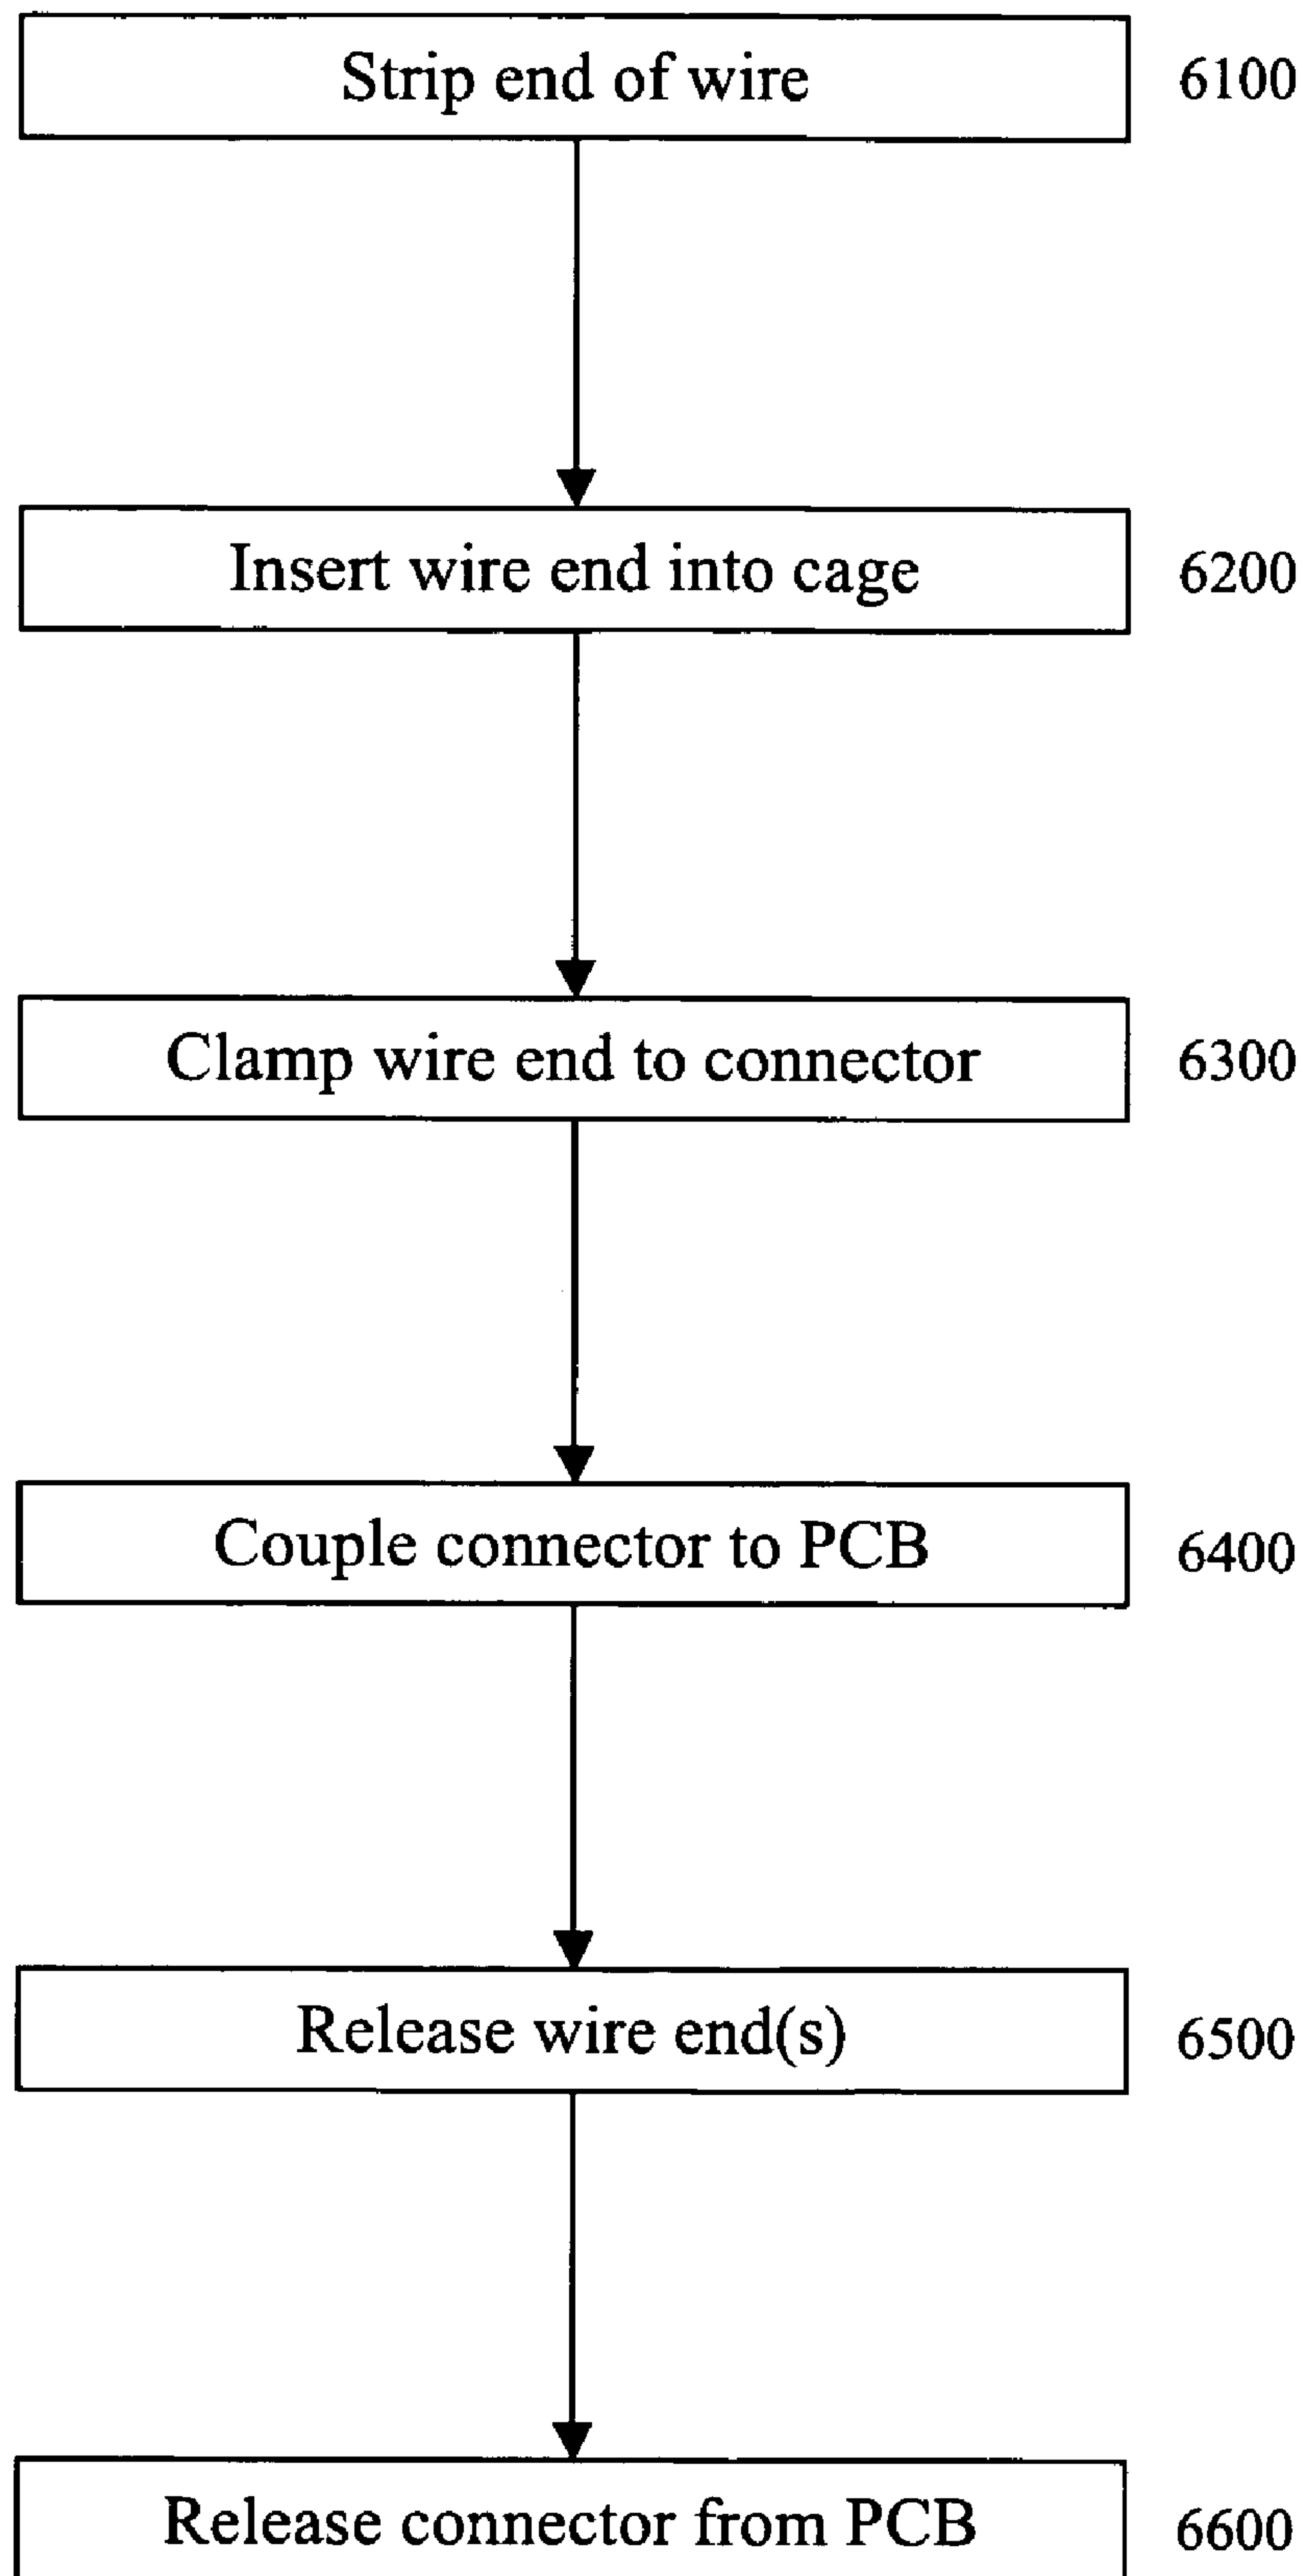 Strip end of wire 6100
Insert wire end into cage 6200
Clamp wire end to connector 6300
Couple connector to PCB 6400
Release wire end(s) 6500
Release connector from PCB 6600